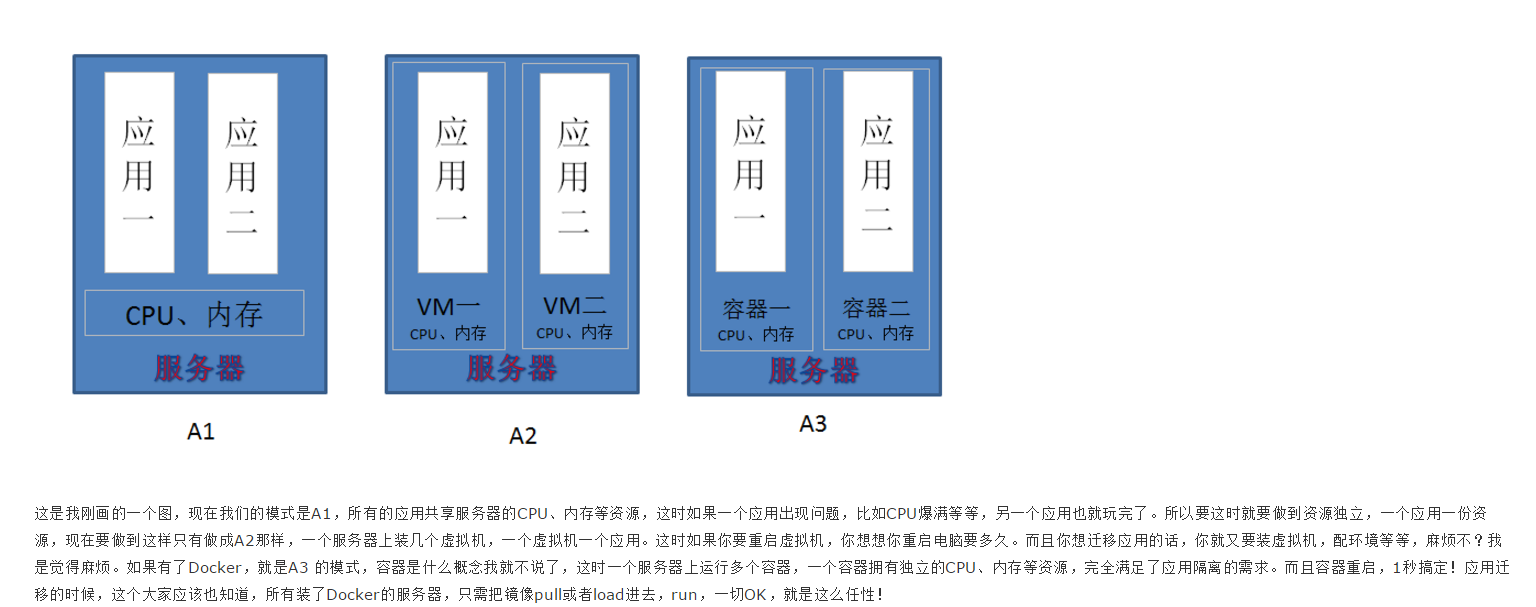 应用一
应用二
CPU、内存
服务器
A1
应用一
应用二
VM一
CPU、内存
VM二
CPU、内存
服务器
A2
应用一
应用二
容器一
CPU、内存
容器二
CPU、内存
服务器
A3
这是我刚画的一个图，现在我们的模式是A1，所有的应用共享服务器的CPU、内存等资源，这时如果一个应用出现问题，比如CPU爆满等等，另一个应用也就玩完了。所以要这时就要做到资源独立，一个应用一份资
源，现在要做到这样只有做成A2那样，一个服务器上装几个虚拟机，一个虚拟机一个应用。这时如果你要重启虚拟机，你想想你重启电脑要多久。而且你想迁移应用的话，你就又要装虚拟机，配环境等等，麻烦不？我
是觉得麻烦。如果有了Docker，就是A3 的模式，容器是什么概念我就不说了，这时一个服务器上运行多个容器，一个容器拥有独立的CPU、内存等资源，完全满足了应用隔离的需求。而且容器重启，1秒搞定！应用迁
移的时候，这个大家应该也知道，所有装了Docker的服务器，只需把镜像pull或者load进去，run，一切OK，就是这么任性！